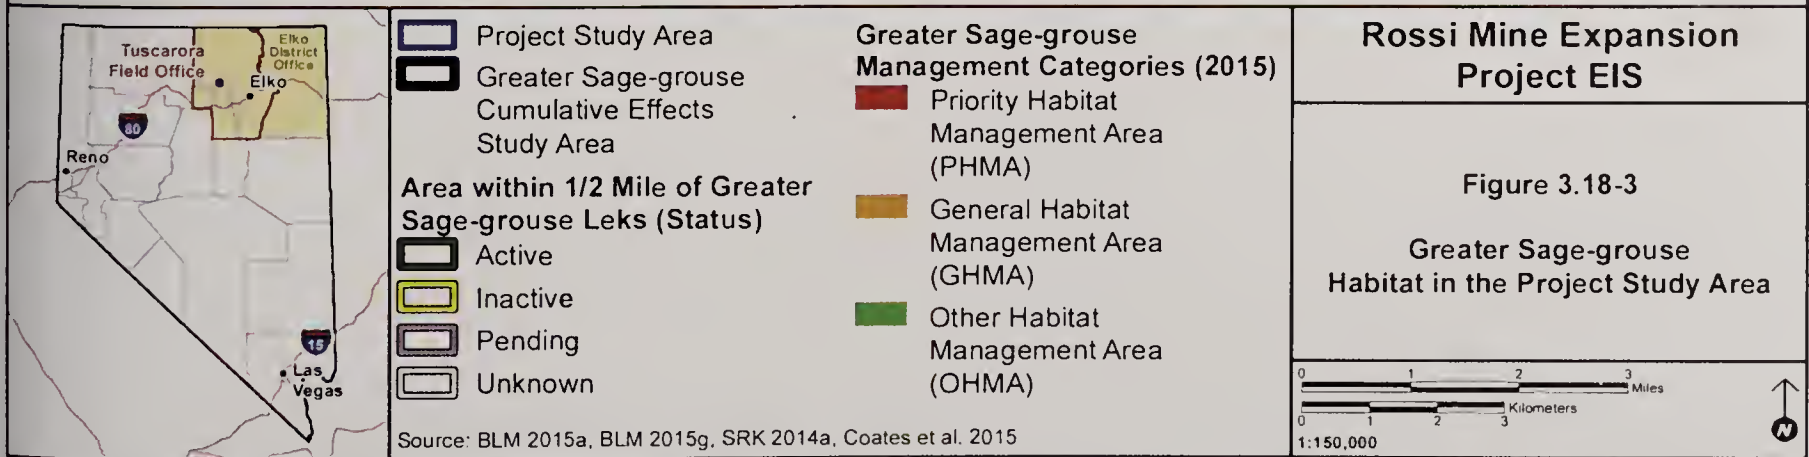 Tuscarora
Field Office
Elko
District
Office
Elko
80
Reno
15
Las
Vegas
Project Study Area
Greater Sage-grouse
Cumulative Effects
Study Area
Area within 1/2 Mile of Greater
Sage-grouse Leks (Status)
Active
Inactive
Pending
Unknown
Greater Sage-grouse
Management Categories (2015)
Priority Habitat
Management Area
(PHMA)
General Habitat
Management Area
(GHMA)
Other Habitat
Management Area
(OHMA)
Source: BLM 2015a, BLM 2015g, SRK 2014a, Coates et al. 2015
Rossi Mine Expansion
Project EIS
Figure 3.18-3
Greater Sage-grouse
Habitat in the Project Study Area
0 1 2 3
Miles
Kilometers
0 1 2 3
1:150,000
N